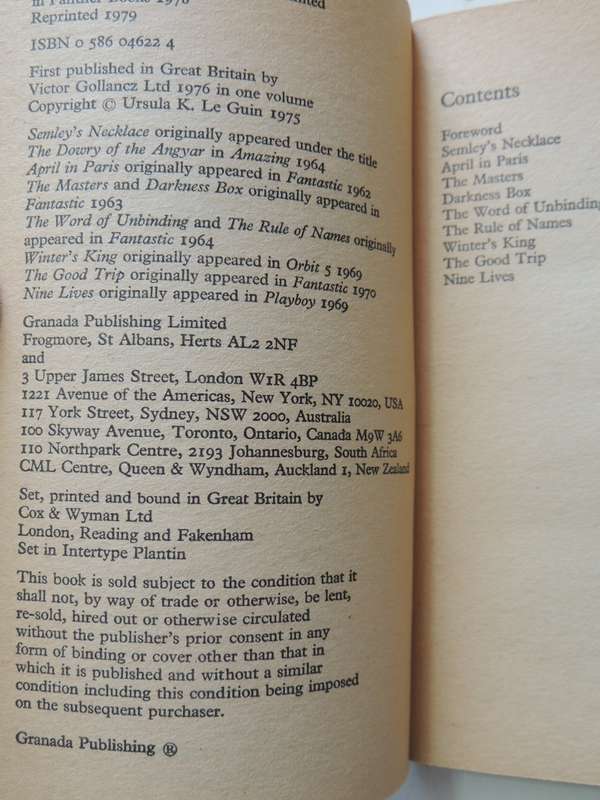 in Panther Books 1978
Reprinted 1979
ISBN 0 586 04622 4
First published in Great Britain by
Victor Gollancz Ltd 1976 in one volume
Copyright © Ursula K. Le Guin 1975
Semley's Necklace originally appeared under the title
The Dowry of the Angyar in Amazing 1964
April in Paris originally appeared in Fantastic 1962
The Masters and Darkness Box originally appeared in
Fantastic 1963
The Word of Unbinding and The Rule of Names originally
appeared in Fantastic 1964
Winter's King originally appeared in Orbit 5 1969
The Good Trip originally appeared in Fantastic 1970
Nine Lives originally appeared in Playboy 1969
Granada Publishing Limited
Frogmore, St Albans, Herts AL2 2NF
and
3 Upper James Street, London W1R 4BP
1221 Avenue of the Americas, New York, NY 10020, USA
117 York Street, Sydney, NSW 2000, Australia
100 Skyway Avenue, Toronto, Ontario, Canada M9W 3A6
110 Northpark Centre, 2193 Johannesburg, South Africa
CML Centre, Queen & Wyndham, Auckland 1, New Zealand
Set, printed and bound in Great Britain by
Cox & Wyman Ltd
London, Reading and Fakenham
Set in Intertype Plantin
This book is sold subject to the condition that it
shall not, by way of trade or otherwise, be lent,
re-sold, hired out or otherwise circulated
without the publisher's prior consent in any
form of binding or cover other than that in
which it is published and without a similar
condition including this condition being imposed
on the subsequent purchaser.
Granada Publishing ®
Contents
Foreword
Semley's Necklace
April in Paris
The Masters
Darkness Box
The Word of Unbinding
The Rule of Names
Winter's King
The Good Trip
Nine Lives